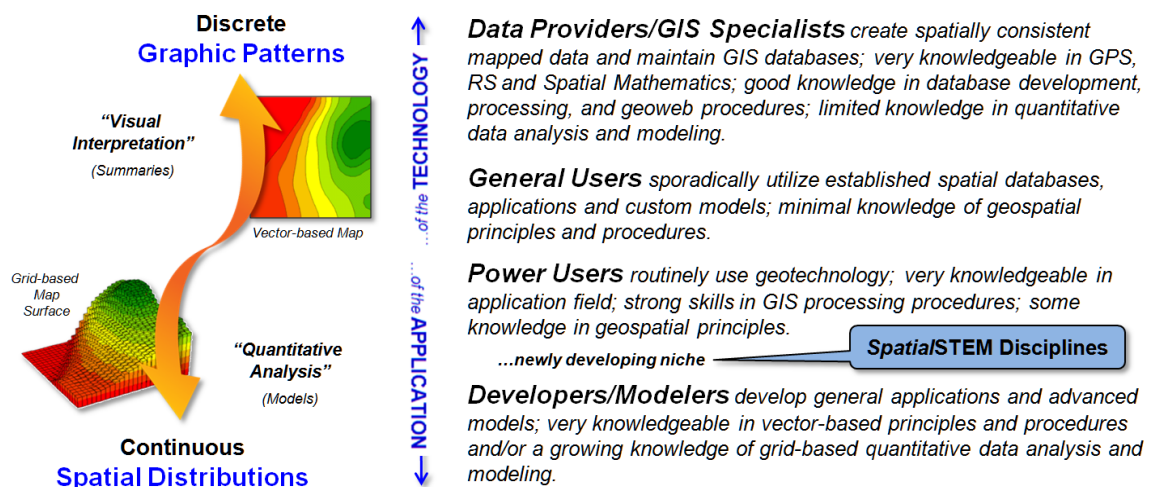 Discrete
Graphic Patterns
“Visual
Interpretation”
(Summaries)
Vector-based Map
Grid-based
Map
Surface
“Quantitative
Analysis”
(Models)
Continuous
Spatial Distributions
...of the TECHNOLOGY
...of the APPLICATION
Data Providers/GIS Specialists create spatially consistent
mapped data and maintain GIS databases; very knowledgeable in GPS,
RS and Spatial Mathematics; good knowledge in database development,
processing, and geoweb procedures; limited knowledge in quantitative
data analysis and modeling.
General Users sporadically utilize established spatial databases,
applications and custom models; minimal knowledge of geospatial
principles and procedures.
Power Users routinely use geotechnology; very knowledgeable in
application field; strong skills in GIS processing procedures; some
knowledge in geospatial principles.
...newly developing niche
SpatialSTEM Disciplines
Developers/Modelers develop general applications and advanced
models; very knowledgeable in vector-based principles and procedures
and/or a growing knowledge of grid-based quantitative data analysis and
modeling.